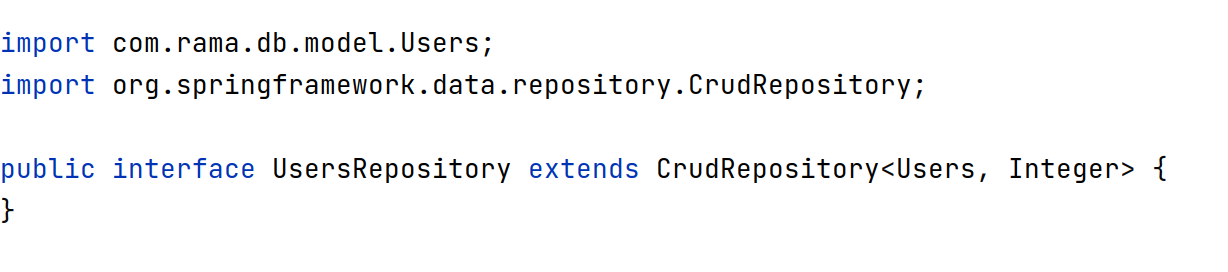 import com.rama.db.model.Users;
import org.springframework.data.repository.CrudRepository;
public interface UsersRepository extends CrudRepository<Users, Integer> {
}